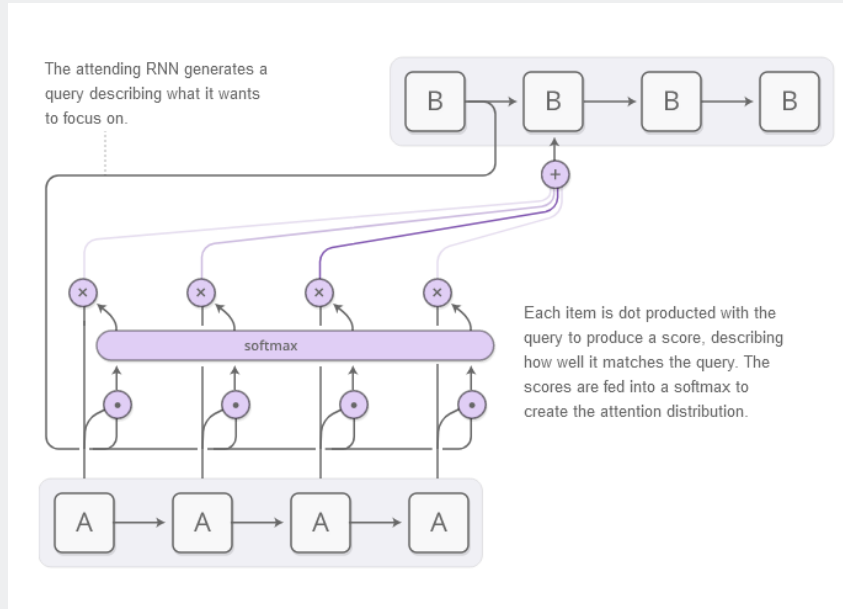 The attending RNN generates a
query describing what it wants
to focus on.
B
B
B
B
+
×
×
×
×
softmax
Each item is dot producted with the
query to produce a score, describing
how well it matches the query. The
scores are fed into a softmax to
create the attention distribution.
A
A
A
A